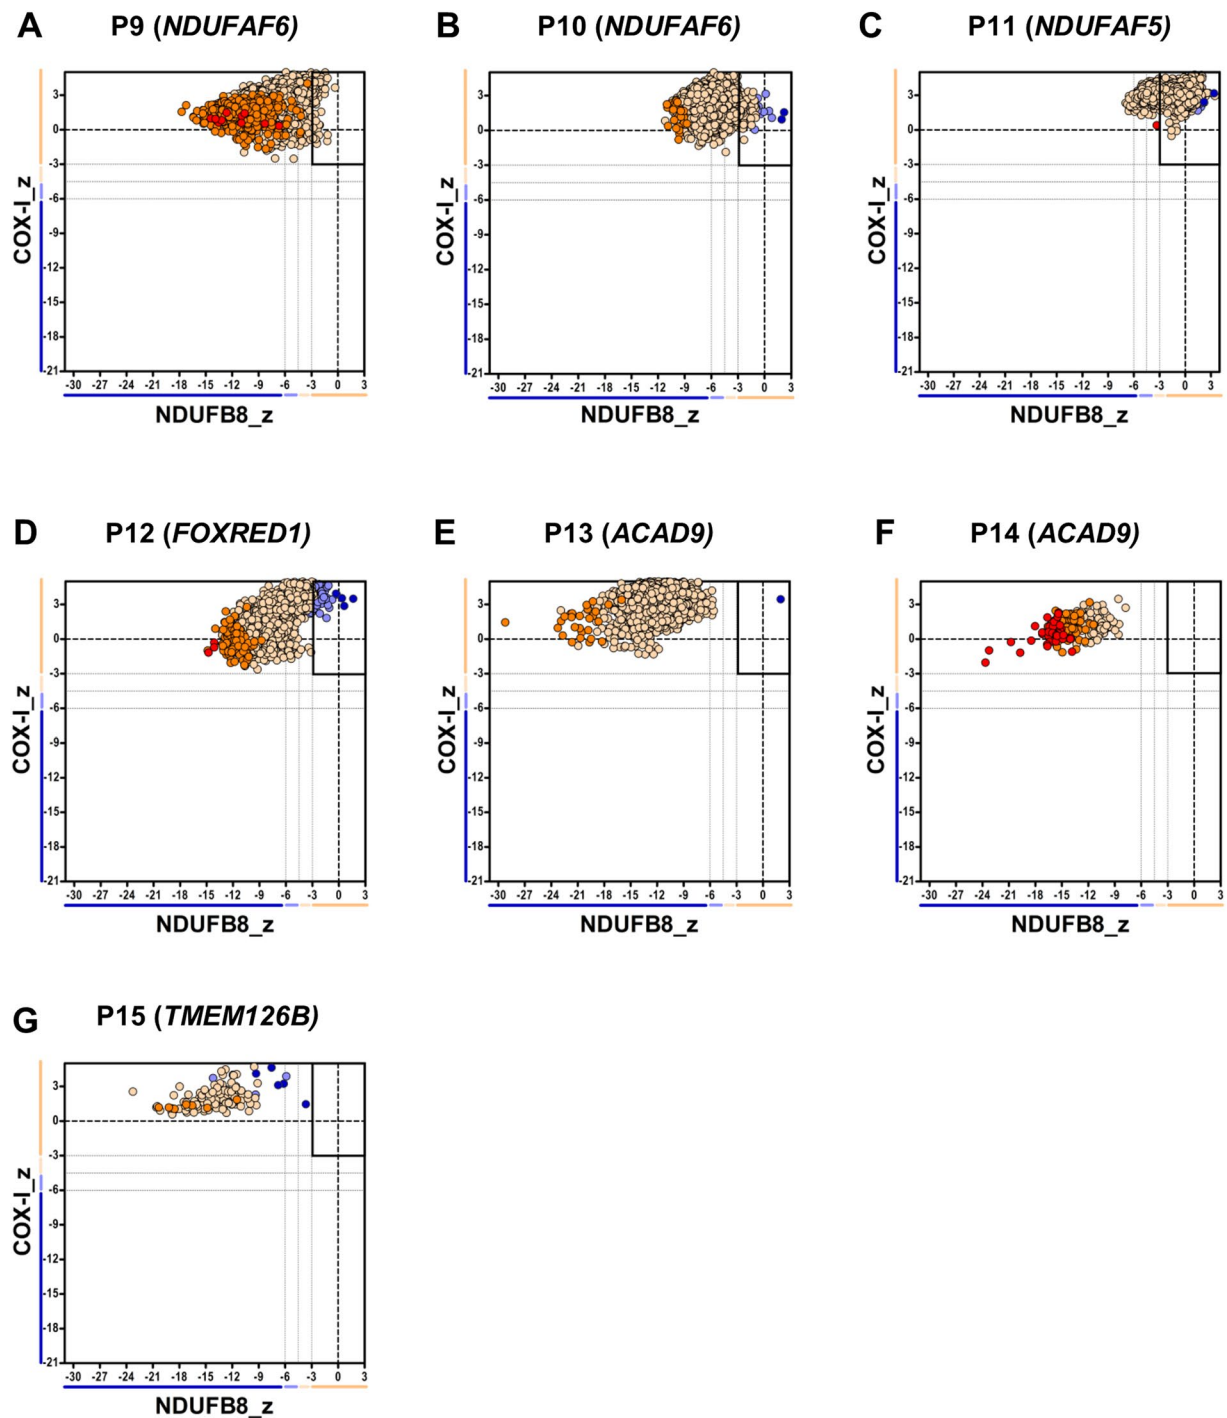 A P9 (NDUFAF6) B P10 (NDUFAF6) C P11 (NDUFAF5)
3 3 3
0 0 0
-3 -3 -3
-6 -6 -6
COX-I_z COX-I_z COX-I_z
-9 -9 -9
-12 -12 -12
-15 -15 -15
-18 -18 -18
-21 -21 -21
-30 -27 -24 -21 -18 -15 -12 -9 -6 -3 0 3 -30 -27 -24 -21 -18 -15 -12 -9 -6 -3 0 3 -30 -27 -24 -21 -18 -15 -12 -9 -6 -3 0 3
NDUFB8_z NDUFB8_z NDUFB8_z
D P12 (FOXRED1) E P13 (ACAD9) F P14 (ACAD9)
3 3 3
0 0 0
-3 -3 -3
-6 -6 -6
COX-I_z COX-I_z COX-I_z
-9 -9 -9
-12 -12 -12
-15 -15 -15
-18 -18 -18
-21 -21 -21
-30 -27 -24 -21 -18 -15 -12 -9 -6 -3 0 3 -30 -27 -24 -21 -18 -15 -12 -9 -6 -3 0 3 -30 -27 -24 -21 -18 -15 -12 -9 -6 -3 0 3
NDUFB8_z NDUFB8_z NDUFB8_z
G P15 (TMEM126B)
3
0
-3
-6
COX-I_z
-9
-12
-15
-18
-21
-30 -27 -24 -21 -18 -15 -12 -9 -6 -3 0 3
NDUFB8_z